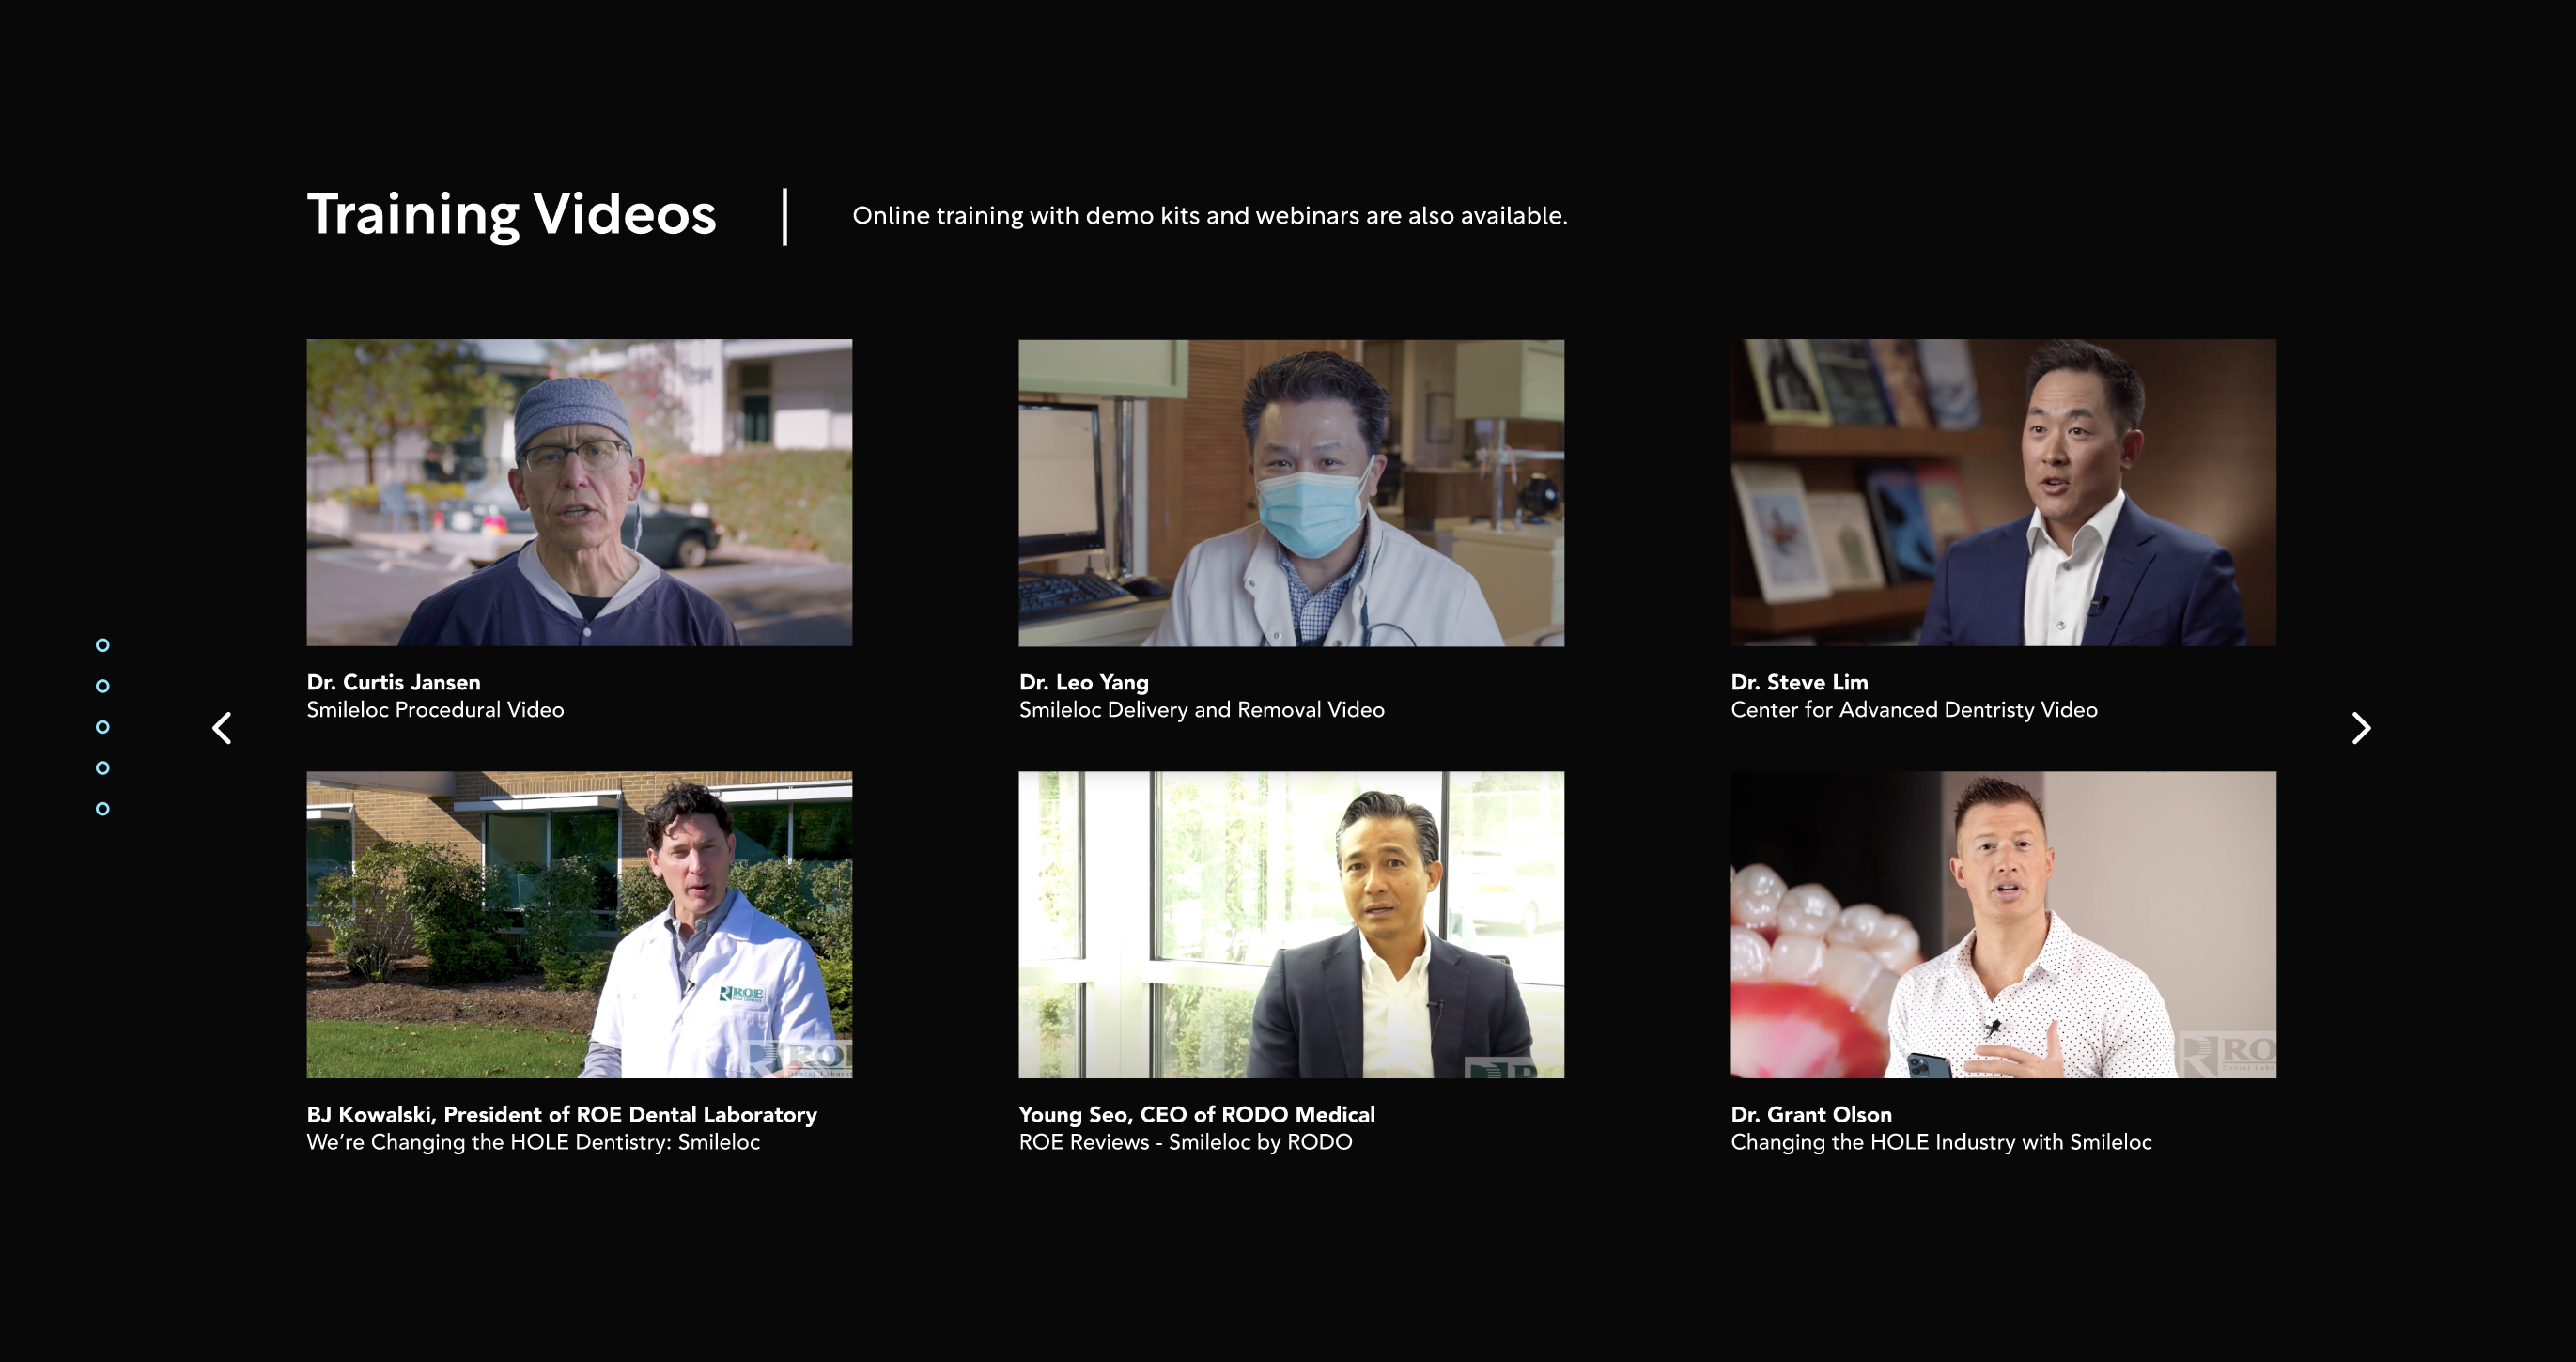 Training Videos
Online training with demo kits and webinars are also available.
Dr. Curtis Jansen
Smileloc Procedural Video
Dr. Leo Yang
Smileloc Delivery and Removal Video
Dr. Steve Lim
Center for Advanced Dentristy Video
ROE
BJ Kowalski, President of ROE Dental Laboratory
We’re Changing the HOLE Dentistry: Smileloc
Young Seo, CEO of RODO Medical
ROE Reviews - Smileloc by RODO
Dr. Grant Olson
Changing the HOLE Industry with Smileloc